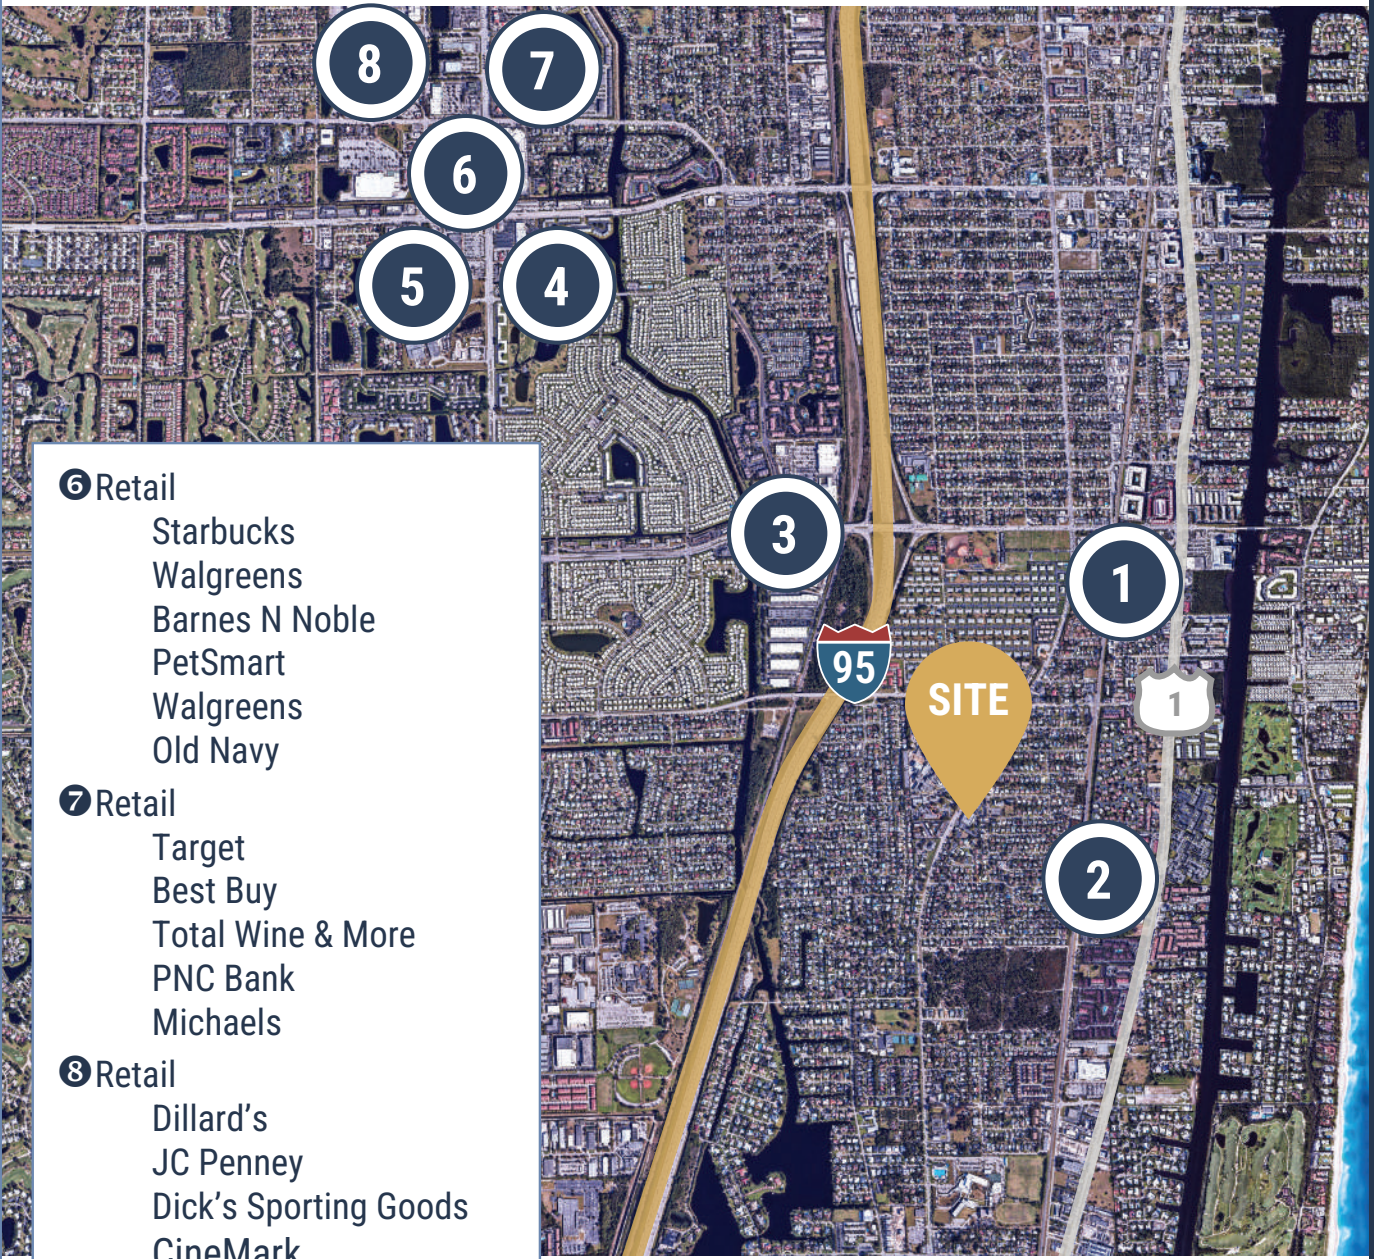 8
7
6
5
4
3
1
95
SITE
1
2
❻Retail
Starbucks
Walgreens
Barnes N Noble
PetSmart
Walgreens
Old Navy
❼Retail
Target
Best Buy
Total Wine & More
PNC Bank
Michaels
❽Retail
Dillard’s
JC Penney
Dick’s Sporting Goods
CineMark